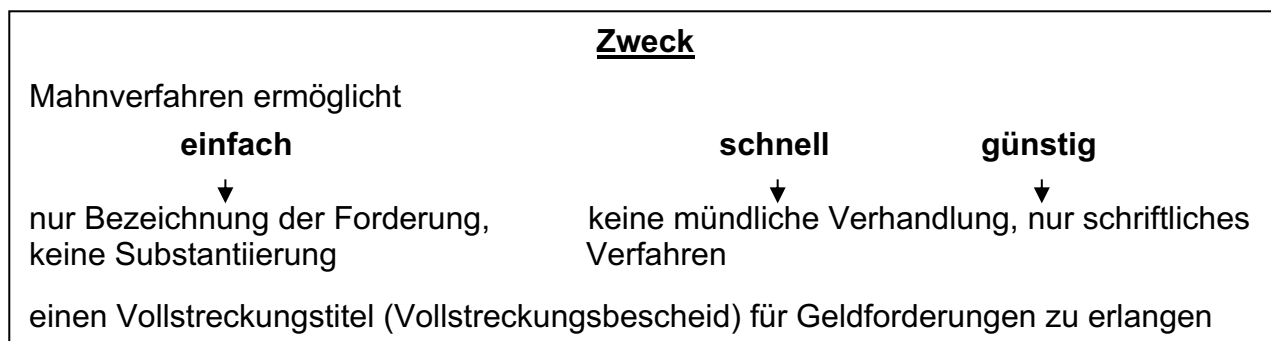 Zweck
Mahnverfahren ermöglicht
einfach schnell günstig
nur Bezeichnung der Forderung, keine mündliche Verhandlung, nur schriftliches
keine Substantiierung Verfahren
einen Vollstreckungstitel (Vollstreckungsbescheid) für Geldforderungen zu erlangen